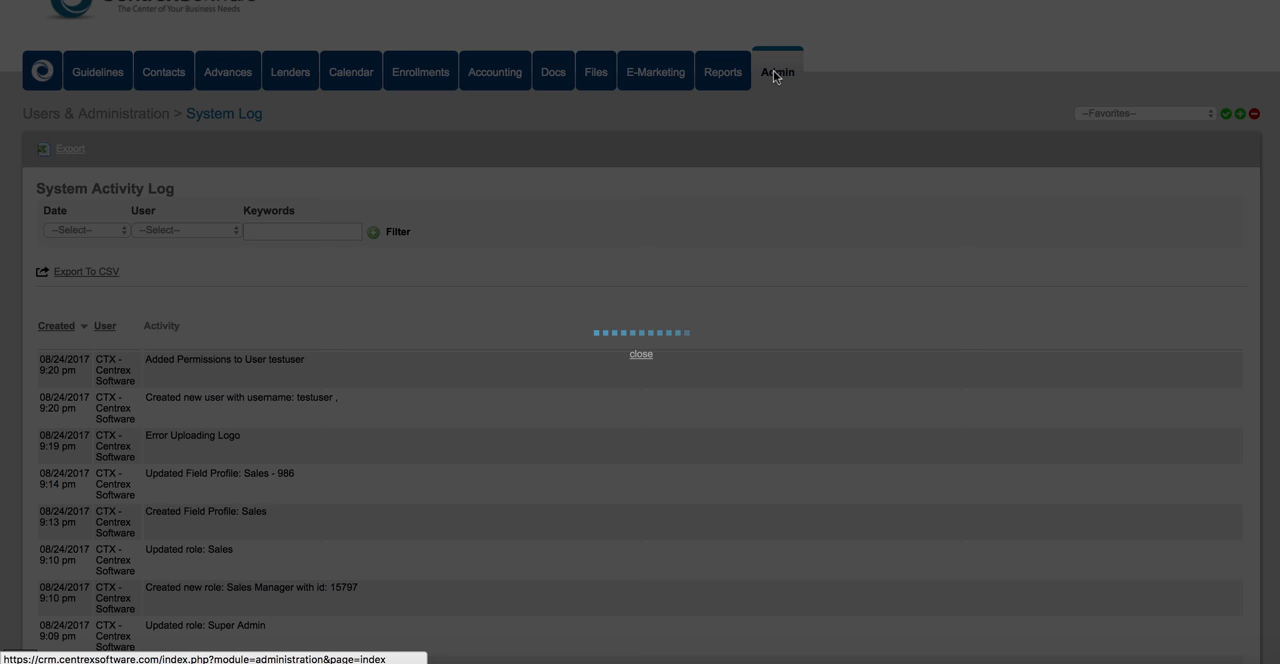 The Center of Your Business Needs
Guidelines Contacts Advances Lenders Calendar Enrollments Accounting Docs Files E-Marketing Reports Admin
Users & Administration > System Log
--Favorites--
Export
System Activity Log
Date User Keywords
--Select-- --Select-- Filter
Export To CSV
Created User Activity
close
08/24/2017 CTX - Added Permissions to User testuser
9:20 pm Centrex
Software
08/24/2017 CTX - Created new user with username: testuser ,
9:20 pm Centrex
Software
08/24/2017 CTX - Error Uploading Logo
9:19 pm Centrex
Software
08/24/2017 CTX - Updated Field Profile: Sales - 986
9:14 pm Centrex
Software
08/24/2017 CTX - Created Field Profile: Sales
9:13 pm Centrex
Software
08/24/2017 CTX - Updated role: Sales
9:10 pm Centrex
Software
08/24/2017 CTX - Created new role: Sales Manager with id: 15797
9:10 pm Centrex
Software
08/24/2017 CTX - Updated role: Super Admin
9:09 pm Centrex
Software
https://crm.centrexsoftware.com/index.php?module=administration&page=index